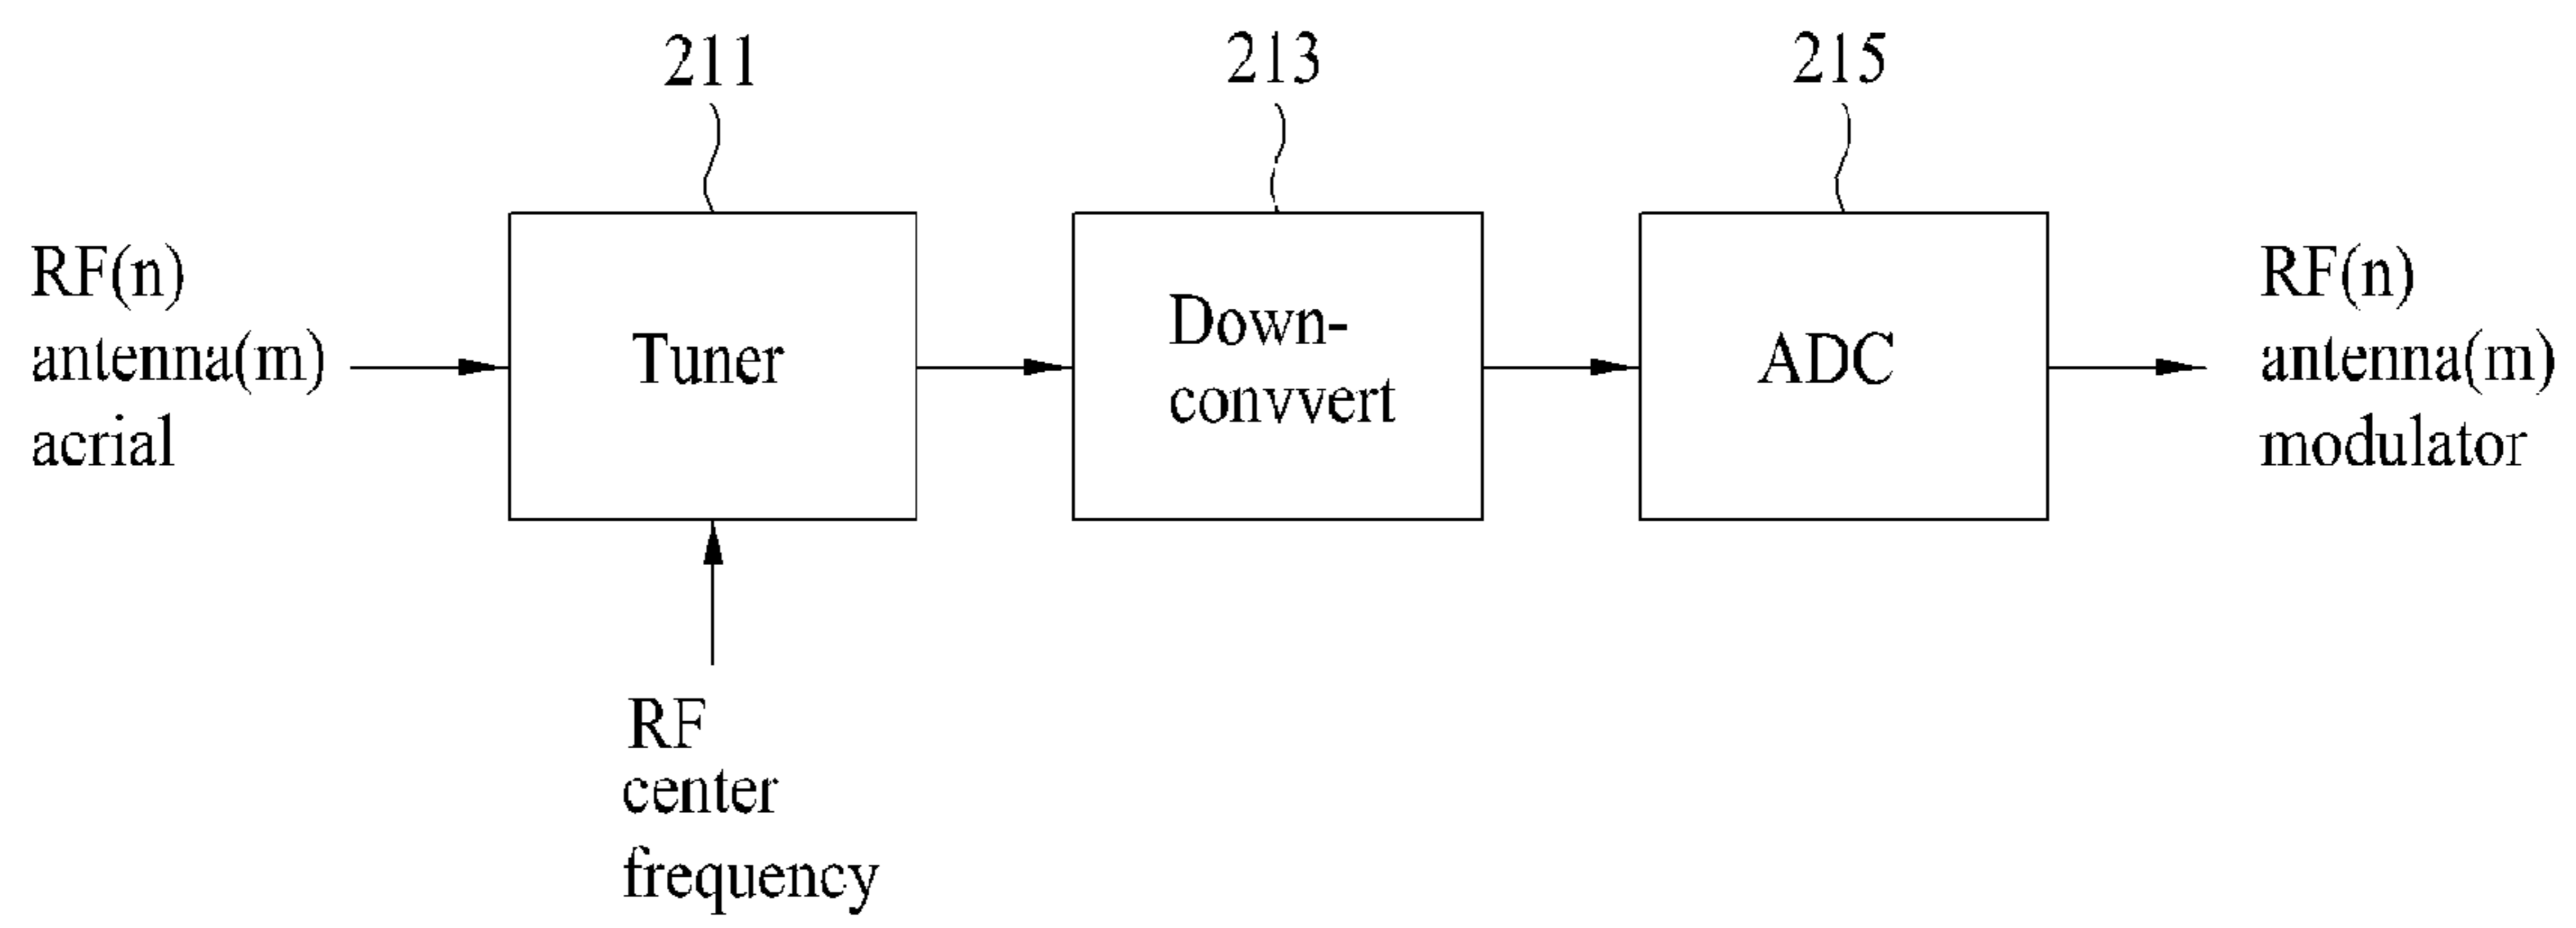 211
213
215
RF(n)
antenna(m)
acrial
Tuner
Down-
convvert
ADC
RF(n)
antenna(m)
modulator
RF
center
frequency